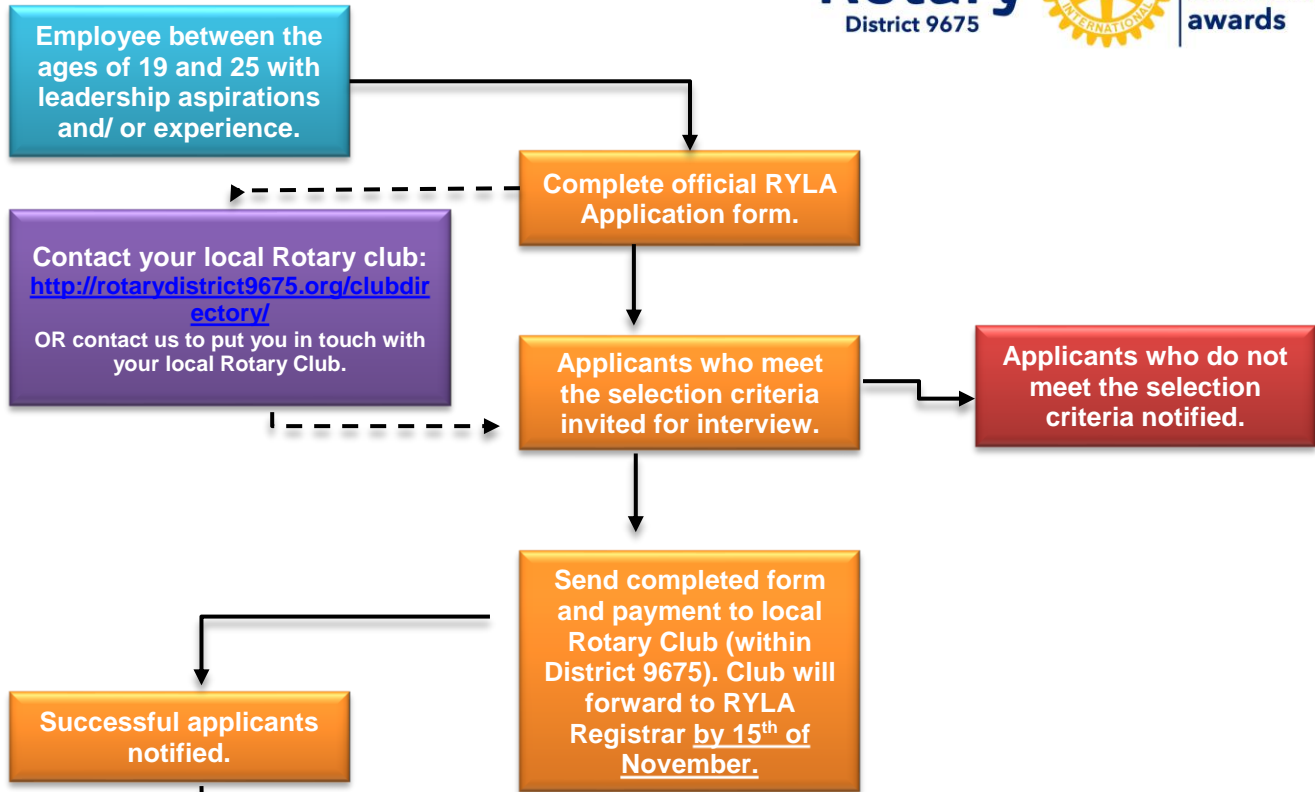 Rotary
District 9675
INTERNATIONAL
awards
Employee between the
ages of 19 and 25 with
leadership aspirations
and/ or experience.
Complete official RYLA
Application form.
Contact your local Rotary club:
http://rotarydistrict9675.org/clubdir
ectory/
OR contact us to put you in touch with
your local Rotary Club.
Applicants who meet
the selection criteria
invited for interview.
Applicants who do not
meet the selection
criteria notified.
Send completed form
and payment to local
Rotary Club (within
District 9675). Club will
forward to RYLA
Registrar by 15th of
November.
Successful applicants
notified.